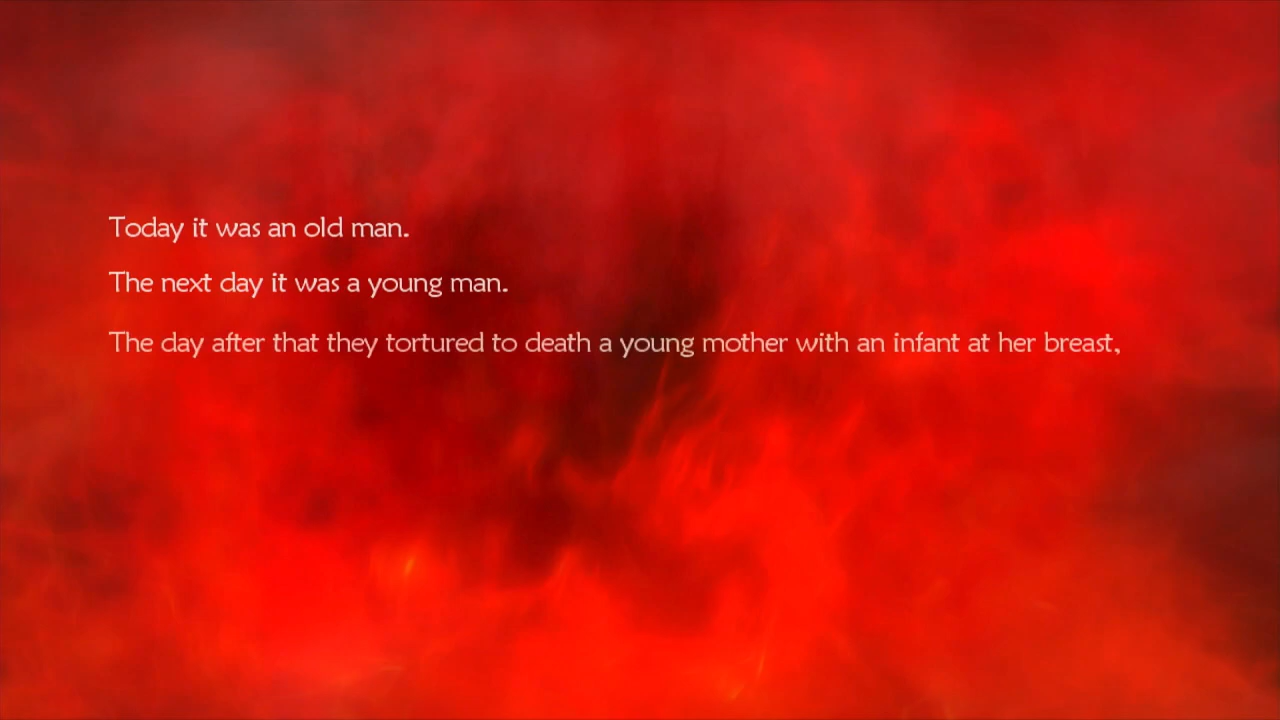 Today it was an old man.
The next day it was a young man.
The day after that they tortured to death a young mother with an infant at her breast,